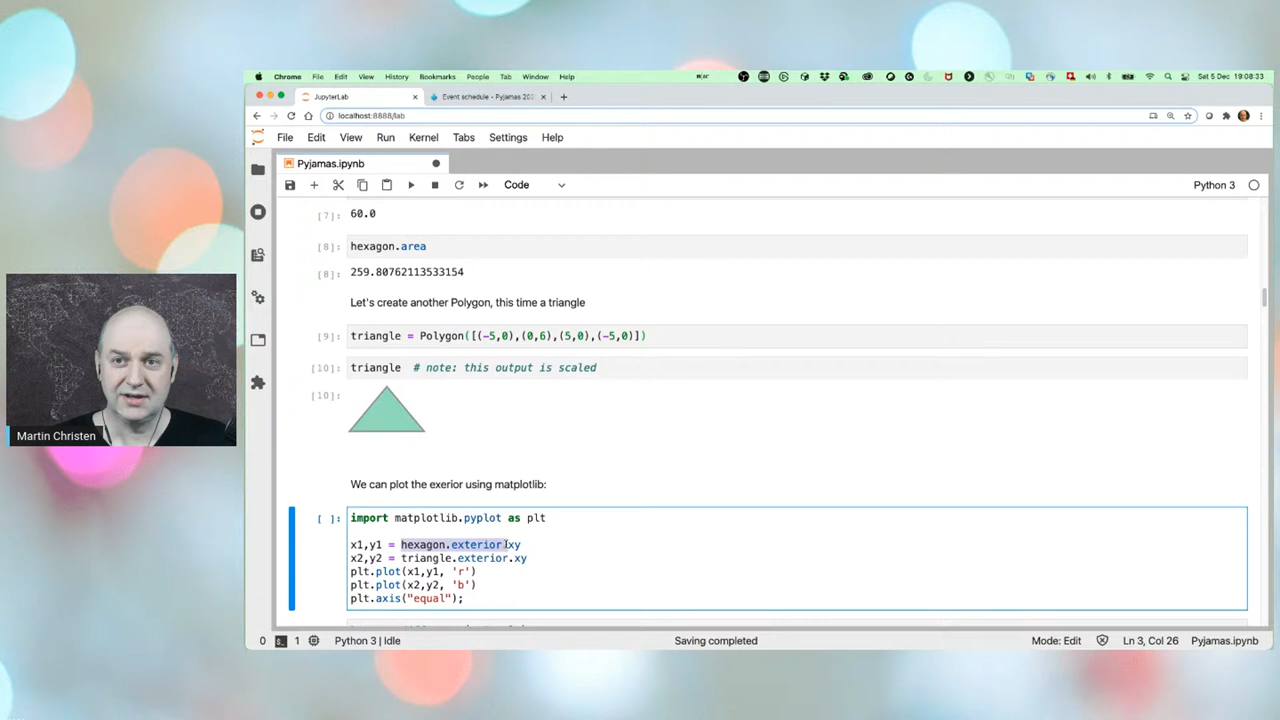 Chrome File Edit View History Bookmarks People Tab Window Help
Sat 5 Dec 19:08:33
JupyterLab
Event schedule - Pyjamas 202
localhost:8888/lab
File Edit View Run Kernel Tabs Settings Help
Pyjamas.ipynb
Code
Python 3
[7]: 60.0
[8]: hexagon.area
[8]: 259.80762113533154
Let's create another Polygon, this time a triangle
[9]: triangle = Polygon([(-5,0),(0,6),(5,0),(-5,0)])
[10]: triangle # note: this output is scaled
[10]:
We can plot the exerior using matplotlib:
[ ]: import matplotlib.pyplot as plt
x1,y1 = hexagon.exterior.xy
x2,y2 = triangle.exterior.xy
plt.plot(x1,y1, 'r')
plt.plot(x2,y2, 'b')
plt.axis("equal");
0 1 Python 3 | Idle
Saving completed
Mode: Edit
Ln 3, Col 26
Pyjamas.ipynb
Martin Christen